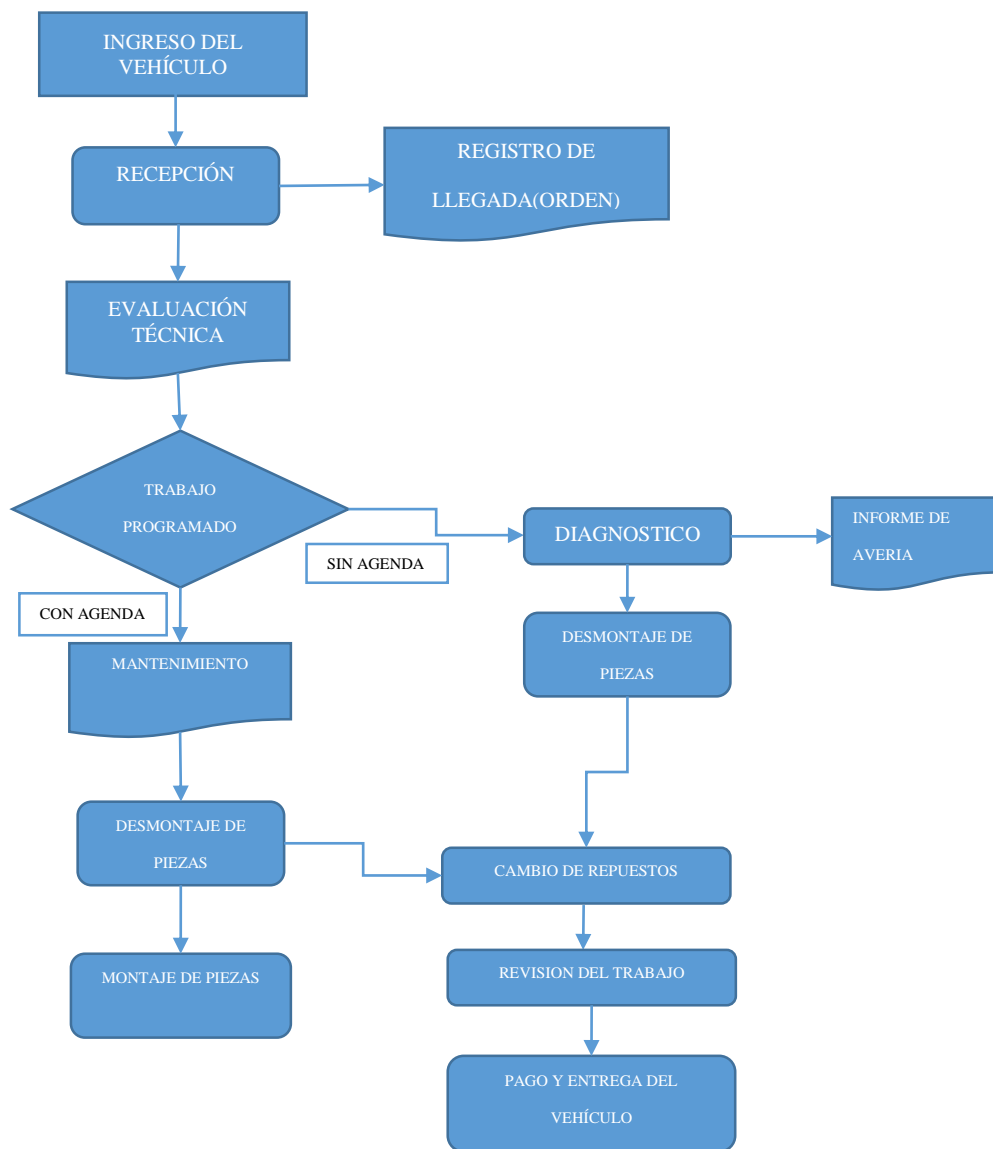 INGRESO DEL
VEHÍCULO
RECEPCIÓN
REGISTRO DE
LLEGADA(ORDEN)
EVALUACIÓN
TÉCNICA
TRABAJO
PROGRAMADO
SIN AGENDA
DIAGNOSTICO
INFORME DE
AVERIA
CON AGENDA
MANTENIMIENTO
DESMONTAJE DE
PIEZAS
DESMONTAJE DE
PIEZAS
CAMBIO DE REPUESTOS
MONTAJE DE PIEZAS
REVISION DEL TRABAJO
PAGO Y ENTREGA DEL
VEHÍCULO